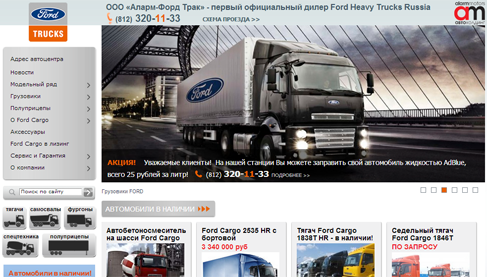 Ford
TRUCKS
ООО «Аларм-Форд Трак» - первый официальный дилер Ford Heavy Trucks Russia
(812) 320-11-33 СХЕМА ПРОЕЗДА >>
alarmmotors
am
автохолдинг
Адрес автоцентра
Новости
Модельный ряд
Грузовики
Полуприцепы
О Ford Cargo
Аксессуары
Ford Cargo в лизинг
Сервис и Гарантия
О компании
Поиск по сайту
тягачи самосвалы фургоны
спецтехника полуприцепы
Автомобили в наличии!
Ford
АКЦИЯ! Уважаемые клиенты! На нашей станции Вы можете заправить свой автомобиль жидкостью AdBlue,
всего 25 рублей за литр! (812) 320-11-33 ПОДРОБНЕЕ >>
Грузовики FORD
АВТОМОБИЛИ В НАЛИЧИИ >>>
Автобетоносмеситель
на шасси Ford Cargo
Ford Cargo 2535 HR с
бортовой
3 340 000 руб
Тягач Ford Cargo
1838T HR - в наличии!
Седельный тягач
Ford Cargo 1846T
ПО ЗАПРОСУ